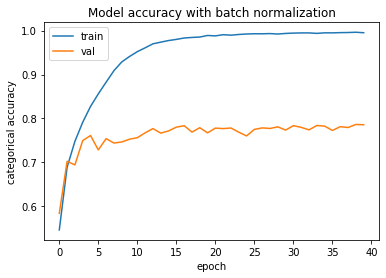 Model accuracy with batch normalization
train
val
categorical accuracy
1.0
0.9
0.8
0.7
0.6
0 5 10 15 20 25 30 35 40
epoch